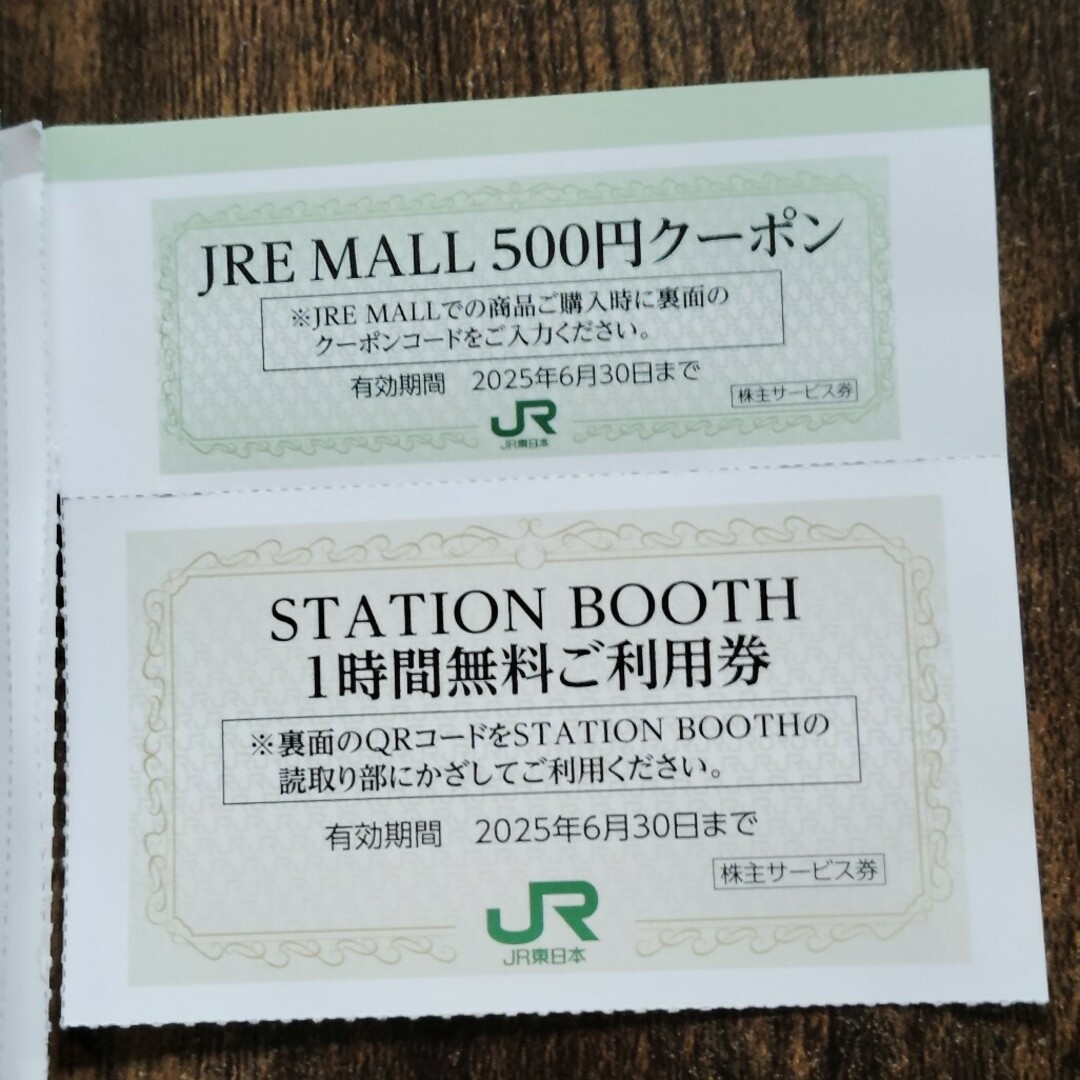 JRE MALL 500円クーポン
※JRE MALLでの商品ご購入時に裏面の
クーポンコードをご入力ください。
有効期間 2025年6月30日まで
株主サービス券
JR
JR東日本
STATION BOOTH
1時間無料ご利用券
※裏面のQRコードをSTATION BOOTHの
読取り部にかざしてご利用ください。
有効期間 2025年6月30日まで
株主サービス券
JR
JR東日本